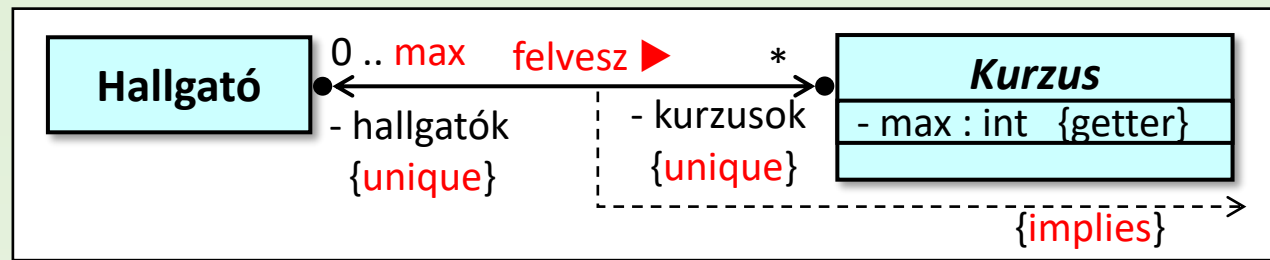 Hallgató
0 .. max
felvesz ▶
*
- hallgatók
{unique}
- kurzusok
{unique}
Kurzus
- max : int {getter}
{implies}